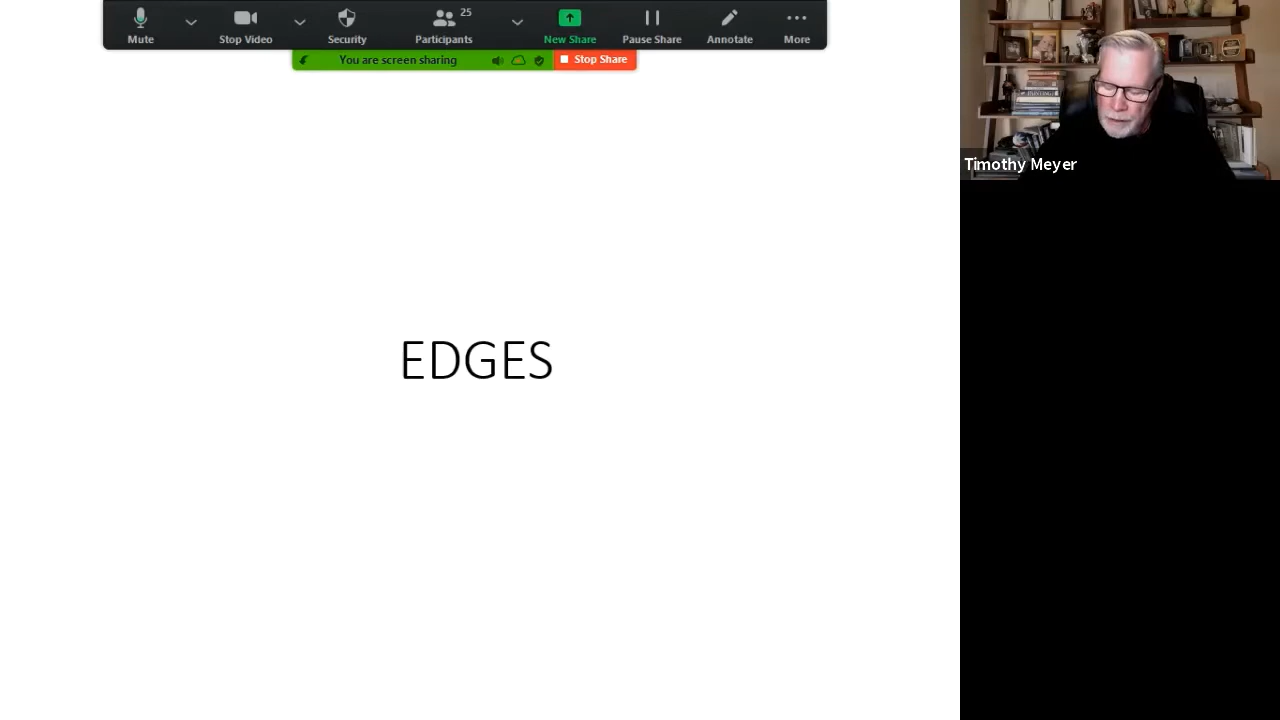 25
Mute
Stop Video
Security
Participants
New Share
Pause Share
Annotate
More
You are screen sharing
Stop Share
Timothy Meyer
EDGES